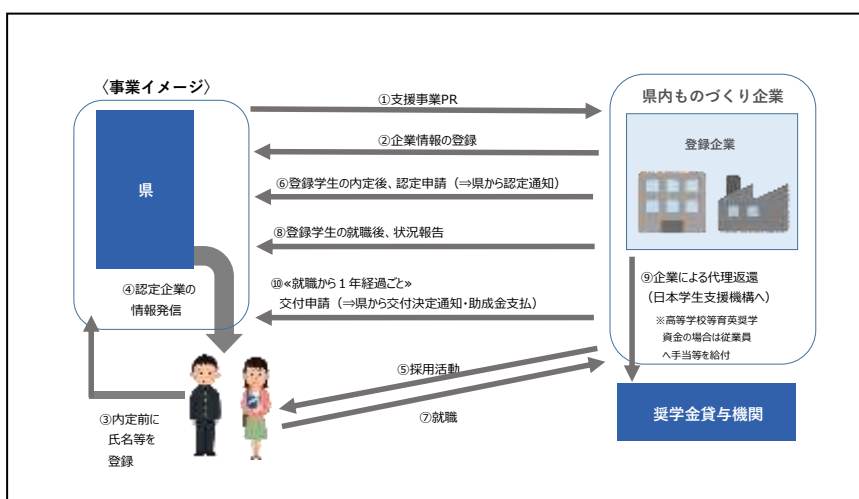 〈事業イメージ〉
県
①支援事業PR
②企業情報の登録
⑥登録学生の内定後、認定申請（⇒県から認定通知）
⑧登録学生の就職後、状況報告
⑩≪就職から１年経過ごと≫
交付申請（⇒県から交付決定通知・助成金支払）
県内ものづくり企業
登録企業
④認定企業の
情報発信
⑨企業による代理返還
（日本学生支援機構へ）
※高等学校等育英奨学
資金の場合は従業員
へ手当等を給付
⑤採用活動
⑦就職
③内定前に
氏名等を
登録
奨学金貸与機関